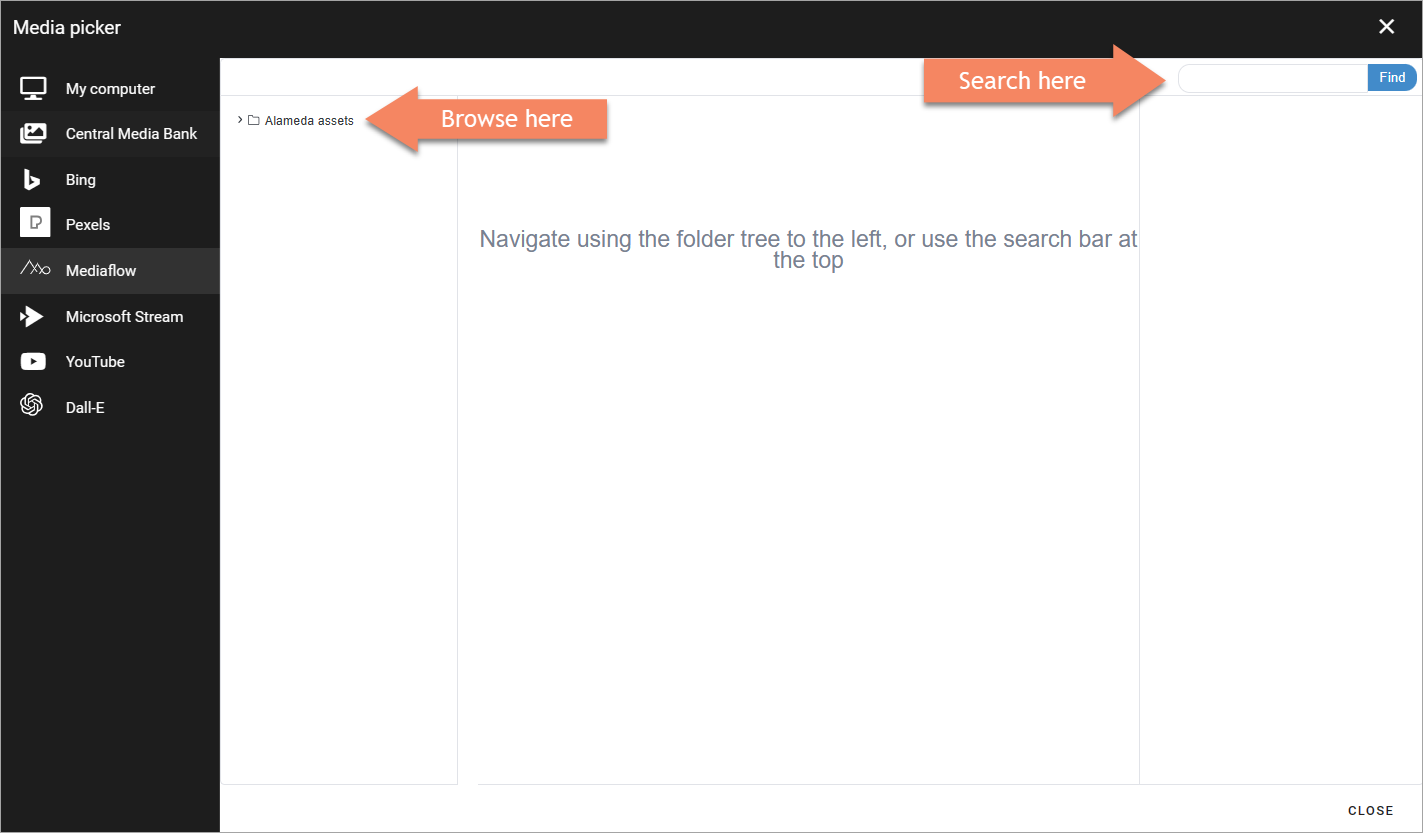 Media picker
My computer
Central Media Bank
Bing
Pexels
Mediaflow
Microsoft Stream
YouTube
Dall-E
Search here
Find
Alameda assets
Browse here
Navigate using the folder tree to the left, or use the search bar at
the top
CLOSE